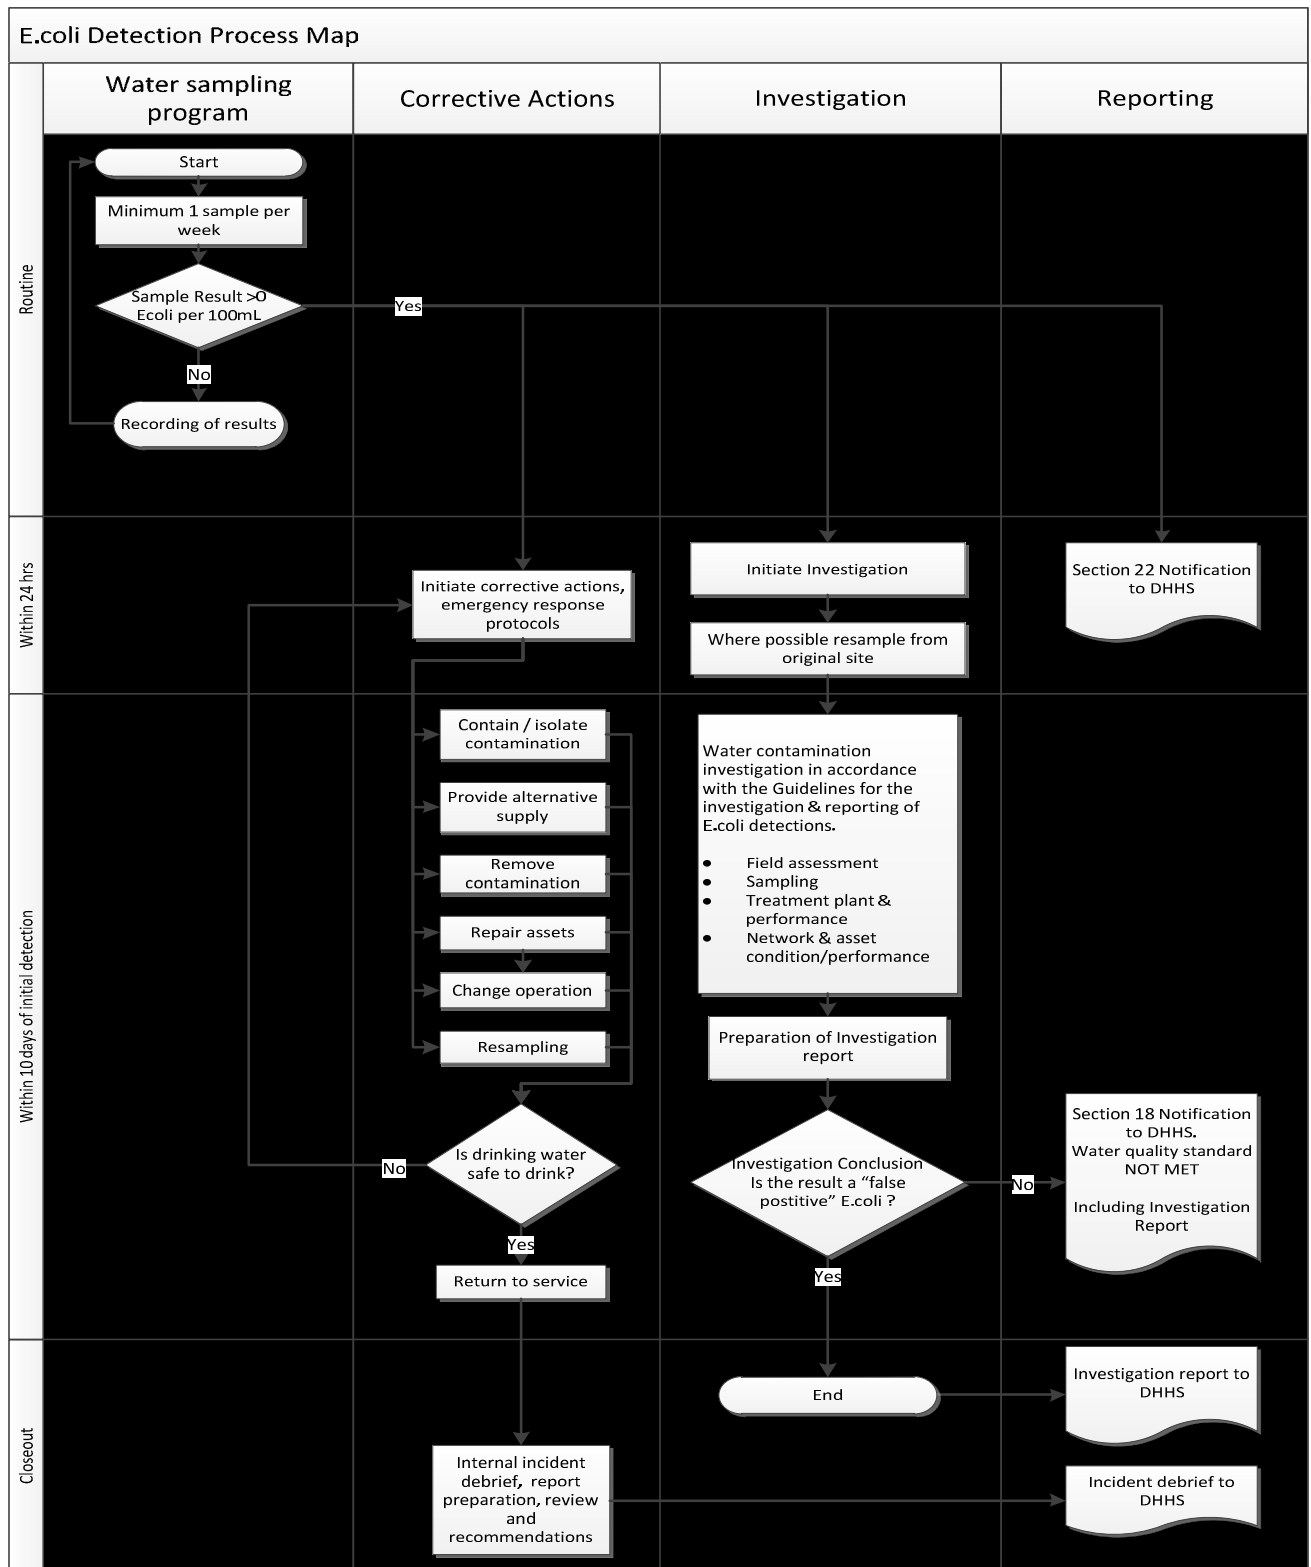 E.coli Detection Process Map
Water sampling
program
Corrective Actions
Investigation
Reporting
Routine
Start
Minimum 1 sample per
week
Sample Result >0
Ecoli per 100mL
Yes
No
Recording of results
Within 24 hrs
Initiate corrective actions,
emergency response
protocols
Initiate Investigation
Where possible resample from
original site
Section 22 Notification
to DHHS
Within 10 days of initial detection
Contain / isolate
contamination
Provide alternative
supply
Remove
contamination
Repair assets
Change operation
Resampling
Is drinking water
safe to drink?
No
Yes
Return to service
Water contamination
investigation in accordance
with the Guidelines for the
investigation & reporting of
E.coli detections.
● Field assessment
● Sampling
● Treatment plant &
performance
● Network & asset
condition/performance
Preparation of Investigation
report
Investigation Conclusion
Is the result a “false
postitive” E.coli ?
No
Yes
Section 18 Notification
to DHHS.
Water quality standard
NOT MET
Including Investigation
Report
Closeout
Internal incident
debrief, report
preparation, review
and
recommendations
End
Investigation report to
DHHS
Incident debrief to
DHHS